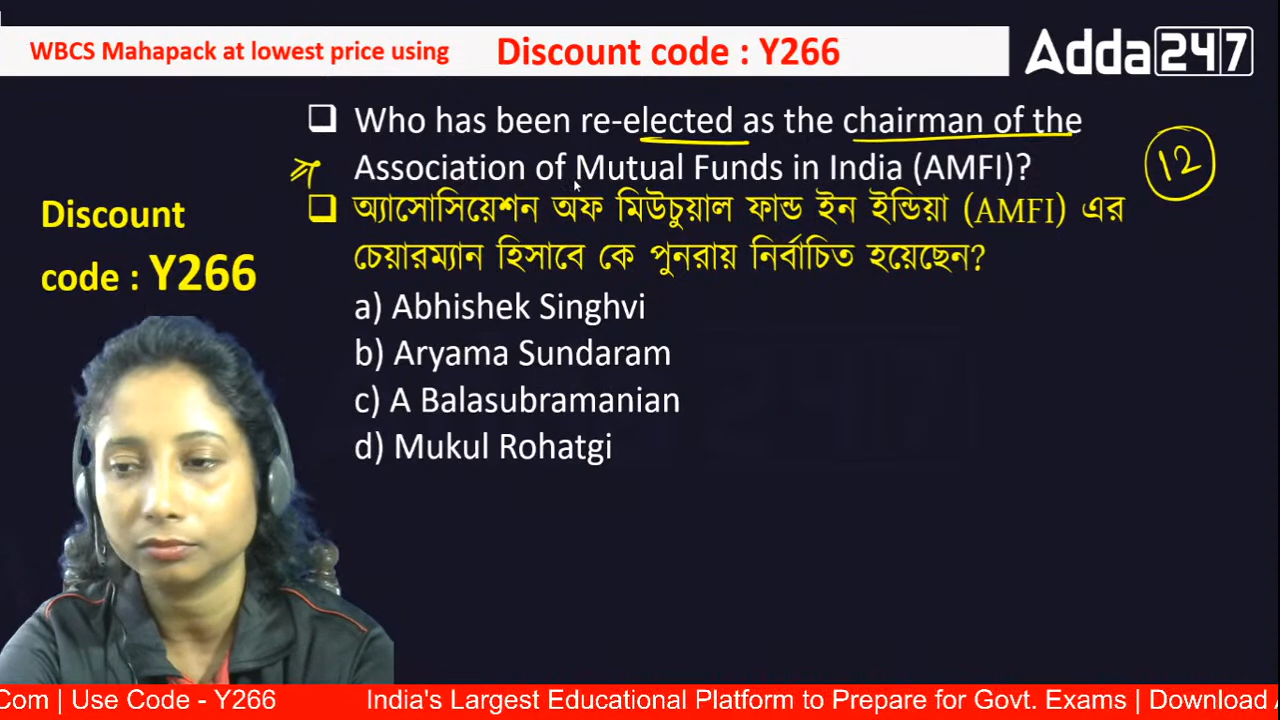 WBCS Mahapack at lowest price using
Discount code : Y266
Adda247
Who has been re-elected as the chairman of the
Association of Mutual Funds in India (AMFI)?
12
অ্যাসোসিয়েশন অফ মিউচুয়াল ফান্ড ইন ইন্ডিয়া (AMFI) এর
চেয়ারম্যান হিসাবে কে পুনরায় নির্বাচিত হয়েছেন?
Discount
code : Y266
a) Abhishek Singhvi
b) Aryama Sundaram
c) A Balasubramanian
d) Mukul Rohatgi
Com | Use Code - Y266
India's Largest Educational Platform to Prepare for Govt. Exams | Download